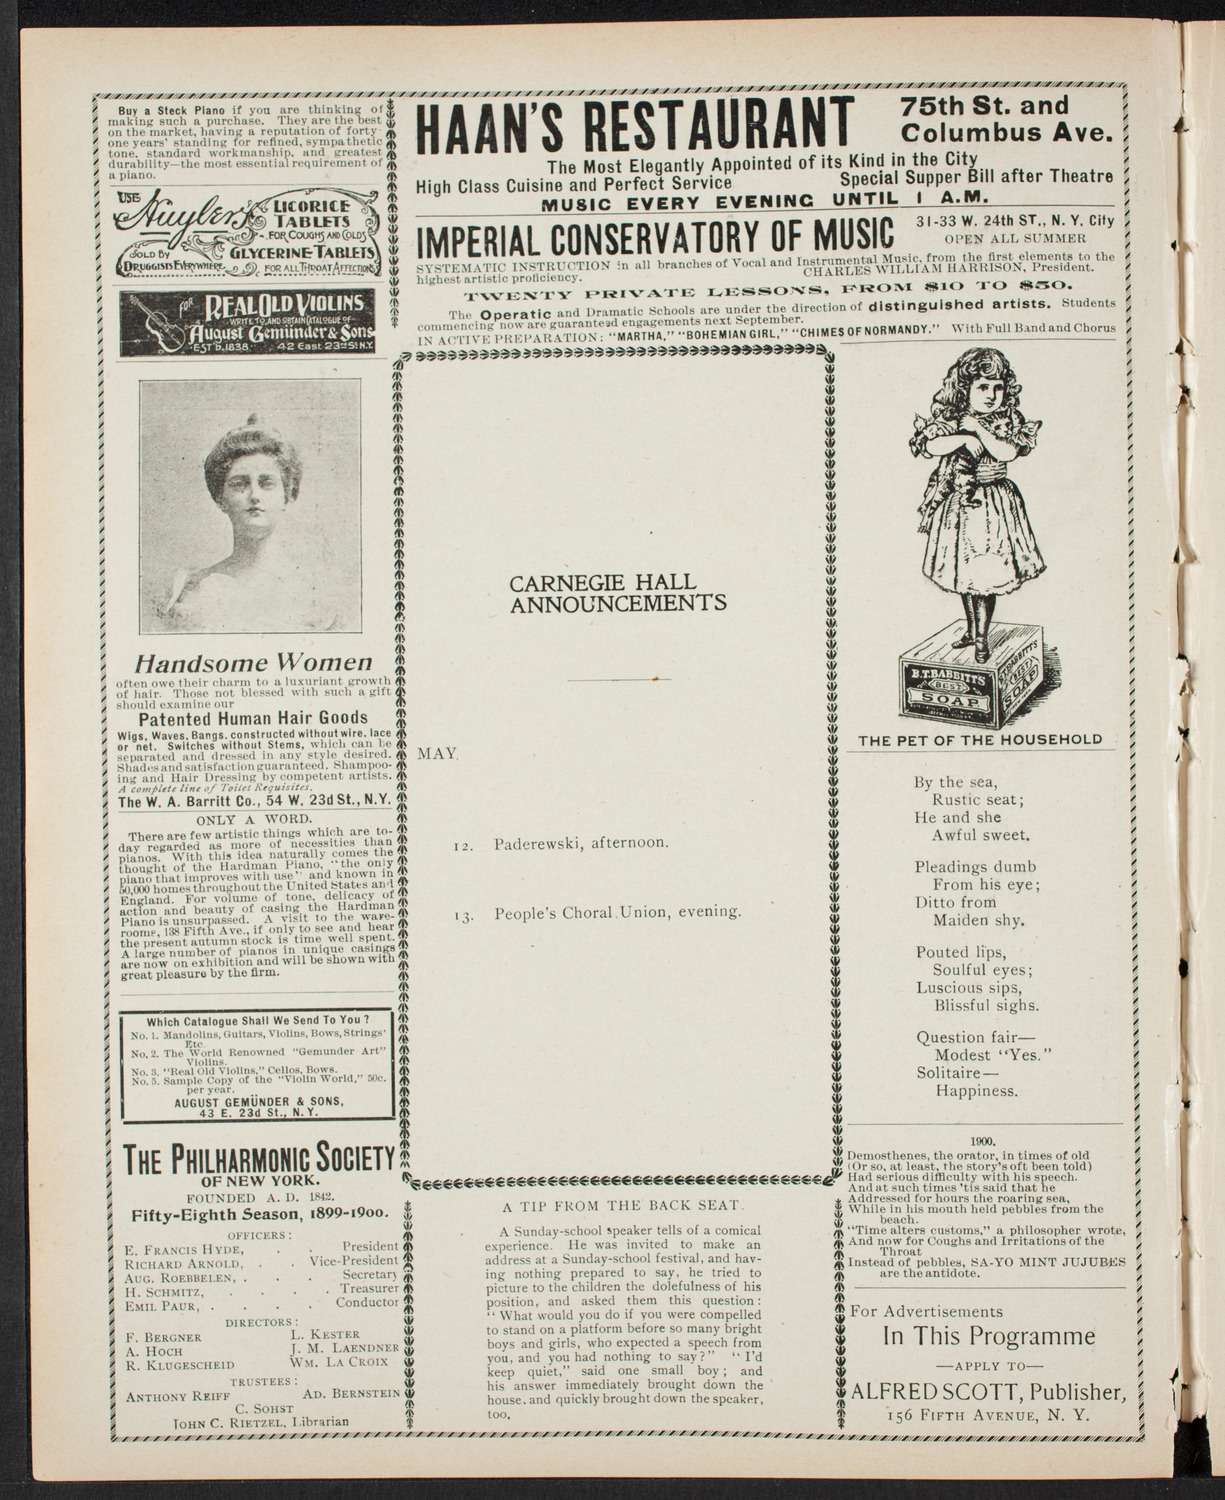 Buy a Steck Piano if you are thinking of
making such a purchase. They are the best
on the market, having a reputation of forty-
one years' standing for refined, sympathetic
tone, standard workmanship, and greatest
durability—the most essential requirement of
a piano.
USE
Huyler's LICORICE
TABLETS
FOR COUGHS AND COLDS
SOLD BY
DRUGGISTS EVERYWHERE
GLYCERINE TABLETS
FOR ALL THROAT AFFECTIONS
FOR
REAL OLD VIOLINS
WRITE TO AND OBTAIN CATALOGUE OF
August Gemünder & Sons
EST'D. 1838. 42 East 23rd St N.Y.
Handsome Women
often owe their charm to a luxuriant growth
of hair. Those not blessed with such a gift
should examine our
Patented Human Hair Goods
Wigs, Waves, Bangs, constructed without wire, lace
or net. Switches without Stems, which can be
separated and dressed in any style desired.
Shades and satisfaction guaranteed. Shampoo-
ing and Hair Dressing by competent artists.
A complete line of Toilet Requisites.
The W. A. Barritt Co., 54 W. 23d St., N.Y.
ONLY A WORD.
There are few artistic things which are to-
day regarded as more of necessities than
pianos. With this idea naturally comes the
thought of the Hardman Piano, "the only
piano that improves with use" and known in
50,000 homes throughout the United States and
England. For volume of tone, delicacy of
action and beauty of casing the Hardman
Piano is unsurpassed. A visit to the ware-
rooms, 138 Fifth Ave., if only to see and hear
the present autumn stock is time well spent.
A large number of pianos in unique casings
are now on exhibition and will be shown with
great pleasure by the firm.
Which Catalogue Shall We Send To You?
No. 1. Mandolins, Guitars, Violins, Bows, Strings'
Etc.
No. 2. The World Renowned "Gemunder Art"
Violins.
No. 3. "Real Old Violins," Cellos, Bows.
No. 5. Sample Copy of the "Violin World," 50c.
per year.
AUGUST GEMÜNDER & SONS,
43 E. 23d St., N. Y.
THE PHILHARMONIC SOCIETY
OF NEW YORK.
FOUNDED A. D. 1842.
Fifty-Eighth Season, 1899-1900.
OFFICERS:
E. FRANCIS HYDE, . . President
RICHARD ARNOLD, . . Vice-President
AUG. ROEBBELEN, . . . Secretary
H. SCHMITZ, . . . . Treasurer
EMIL PAUR, . . . . Conductor
DIRECTORS:
F. BERGNER L. KESTER
A. HOCH J. M. LAENDNER
R. KLUGESCHEID WM. LA CROIX
TRUSTEES:
ANTHONY REIFF AD. BERNSTEIN
C. SOHST
JOHN C. RIETZEL, Librarian
HAAN'S RESTAURANT 75th St. and
Columbus Ave.
The Most Elegantly Appointed of its Kind in the City
High Class Cuisine and Perfect Service Special Supper Bill after Theatre
MUSIC EVERY EVENING UNTIL 1 A.M.
IMPERIAL CONSERVATORY OF MUSIC 31-33 W. 24th ST., N. Y. City
OPEN ALL SUMMER
SYSTEMATIC INSTRUCTION in all branches of Vocal and Instrumental Music, from the first elements to the
highest artistic proficiency. CHARLES WILLIAM HARRISON, President.
TWENTY PRIVATE LESSONS, FROM $10 TO $50.
The Operatic and Dramatic Schools are under the direction of distinguished artists. Students
commencing now are guaranteed engagements next September.
IN ACTIVE PREPARATION: "MARTHA," "BOHEMIAN GIRL," "CHIMES OF NORMANDY." With Full Band and Chorus
CARNEGIE HALL
ANNOUNCEMENTS
MAY.
12. Paderewski, afternoon.
13. People's Choral Union, evening.
A TIP FROM THE BACK SEAT.
A Sunday-school speaker tells of a comical
experience. He was invited to make an
address at a Sunday-school festival, and hav-
ing nothing prepared to say, he tried to
picture to the children the dolefulness of his
position, and asked them this question:
"What would you do if you were compelled
to stand on a platform before so many bright
boys and girls, who expected a speech from
you, and you had nothing to say?" "I'd
keep quiet," said one small boy; and
his answer immediately brought down the
house, and quickly brought down the speaker,
too.
B.T. BABBITT'S
BEST
SOAP
B.T. BABBITT'S
BEST
SOAP
THE PET OF THE HOUSEHOLD
By the sea,
Rustic seat;
He and she
Awful sweet.
Pleadings dumb
From his eye;
Ditto from
Maiden shy.
Pouted lips,
Soulful eyes;
Luscious sips,
Blissful sighs.
Question fair—
Modest "Yes."
Solitaire—
Happiness.
1900.
Demosthenes, the orator, in times of old
(Or so, at least, the story's oft been told)
Had serious difficulty with his speech.
And at such times 'tis said that he
Addressed for hours the roaring sea,
While in his mouth held pebbles from the
beach.
"Time alters customs," a philosopher wrote,
And now for Coughs and Irritations of the
Throat
Instead of pebbles, SA-YO MINT JUJUBES
are the antidote.
For Advertisements
In This Programme
—APPLY TO—
ALFRED SCOTT, Publisher,
156 FIFTH AVENUE, N. Y.